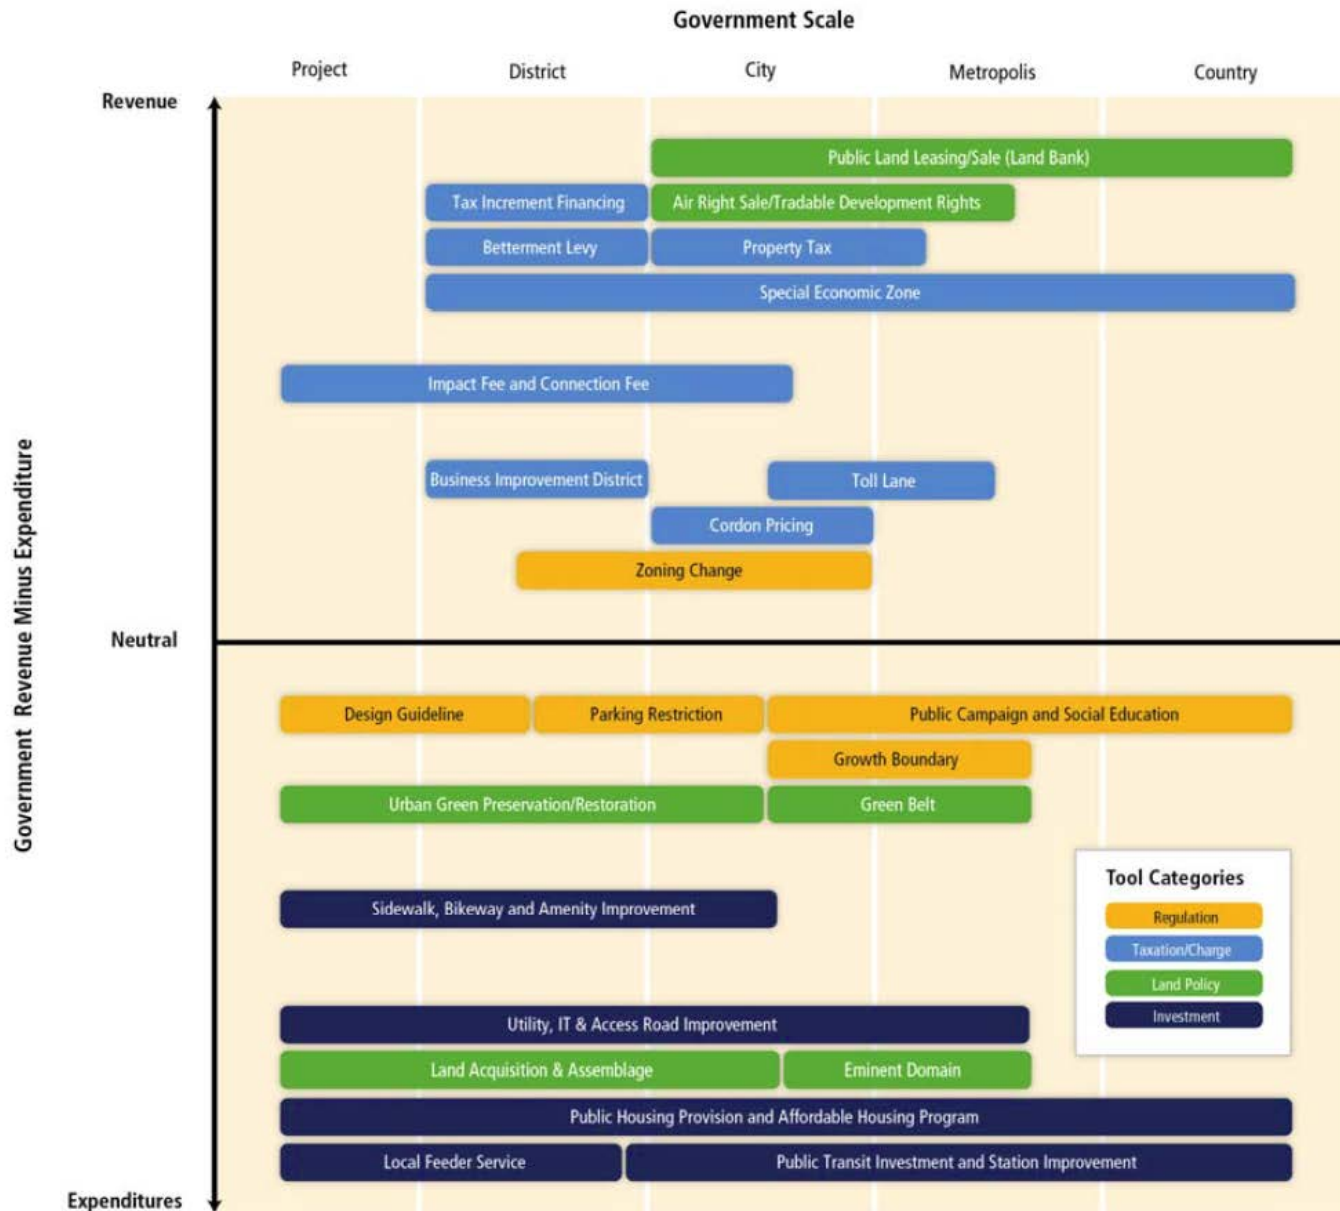 Government Scale
Project District City Metropolis Country
Revenue
Public Land Leasing/Sale (Land Bank)
Tax Increment Financing Air Right Sale/Tradable Development Rights
Betterment Levy Property Tax
Special Economic Zone
Impact Fee and Connection Fee
Business Improvement District Toll Lane
Cordon Pricing
Zoning Change
Government Revenue Minus Expenditure
Neutral
Design Guideline Parking Restriction Public Campaign and Social Education
Growth Boundary
Urban Green Preservation/Restoration Green Belt
Sidewalk, Bikeway and Amenity Improvement
Tool Categories
Regulation
Taxation/Charge
Land Policy
Investment
Utility, IT & Access Road Improvement
Land Acquisition & Assemblage Eminent Domain
Public Housing Provision and Affordable Housing Program
Local Feeder Service Public Transit Investment and Station Improvement
Expenditures